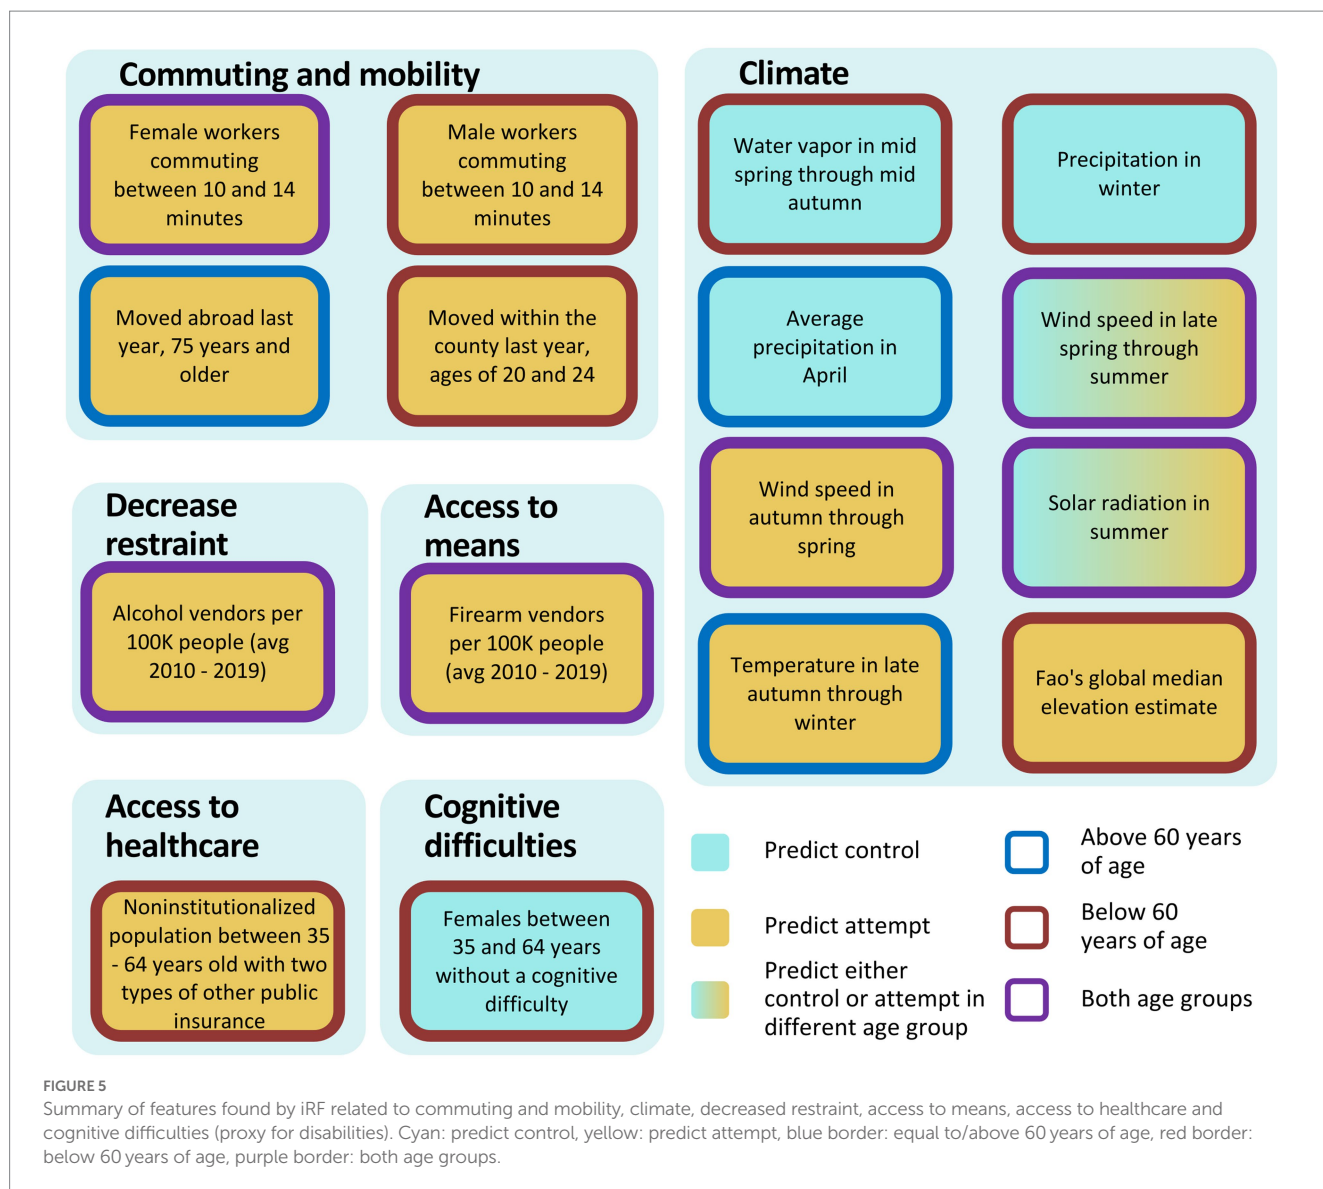 Commuting and mobility
Female workers
commuting
between 10 and 14
minutes
Male workers
commuting
between 10 and 14
minutes
Moved abroad last
year, 75 years and
older
Moved within the
county last year,
ages of 20 and 24
Climate
Water vapor in mid
spring through mid
autumn
Precipitation in
winter
Average
precipitation in
April
Wind speed in late
spring through
summer
Wind speed in
autumn through
spring
Solar radiation in
summer
Temperature in late
autumn through
winter
Fao's global median
elevation estimate
Decrease
restraint
Alcohol vendors per
100K people (avg
2010 - 2019)
Access to
means
Firearm vendors
per 100K people
(avg 2010 - 2019)
Access to
healthcare
Noninstitutionalized
population between 35
- 64 years old with two
types of other public
insurance
Cognitive
difficulties
Females between
35 and 64 years
without a cognitive
difficulty
Predict control
Predict attempt
Predict either
control or attempt in
different age group
Above 60 years
of age
Below 60
years of age
Both age groups
FIGURE 5
Summary of features found by iRF related to commuting and mobility, climate, decreased restraint, access to means, access to healthcare and
cognitive difficulties (proxy for disabilities). Cyan: predict control, yellow: predict attempt, blue border: equal to/above 60 years of age, red border:
below 60 years of age, purple border: both age groups.